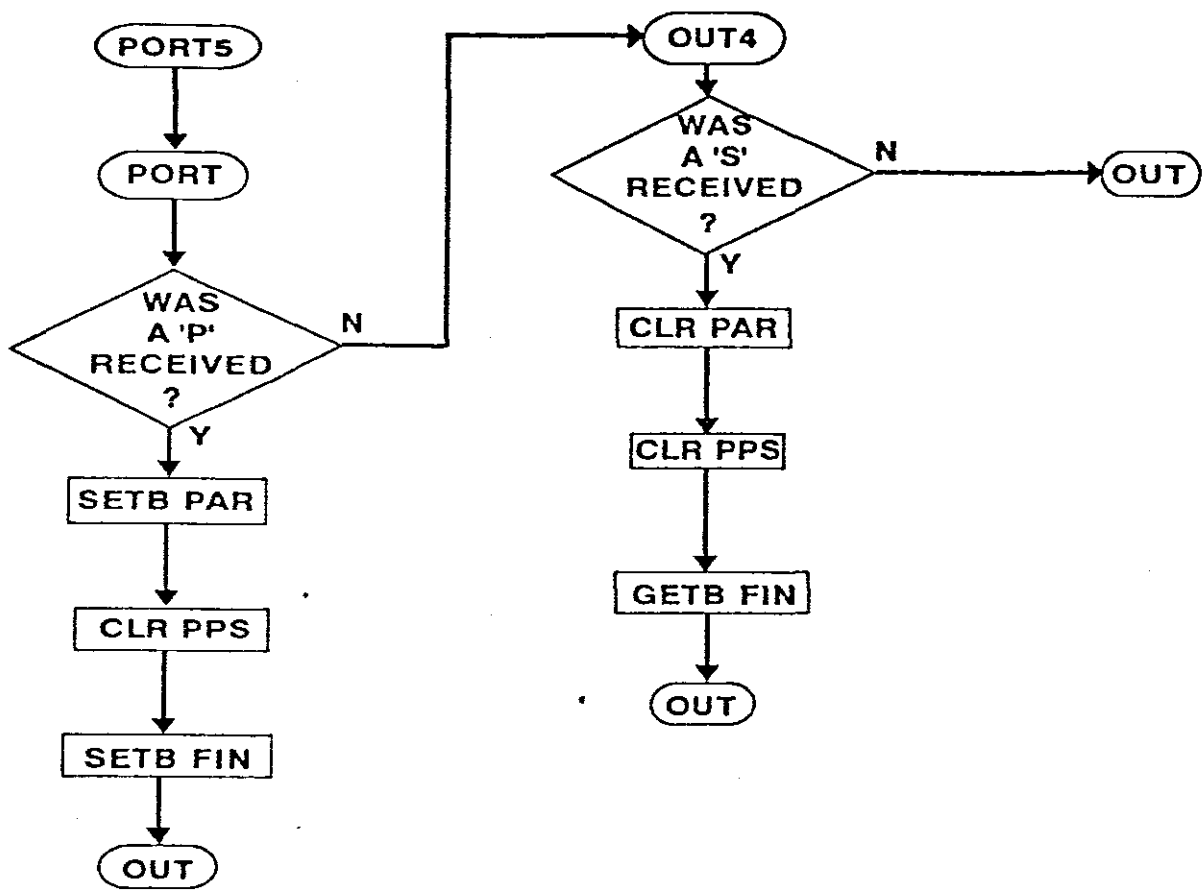 PORT5
PORT
WAS
A 'P'
RECEIVED
?
N
Y
SETB PAR
CLR PPS
SETB FIN
OUT
OUT4
WAS
A 'S'
RECEIVED
?
N
OUT
Y
CLR PAR
CLR PPS
GETB FIN
OUT